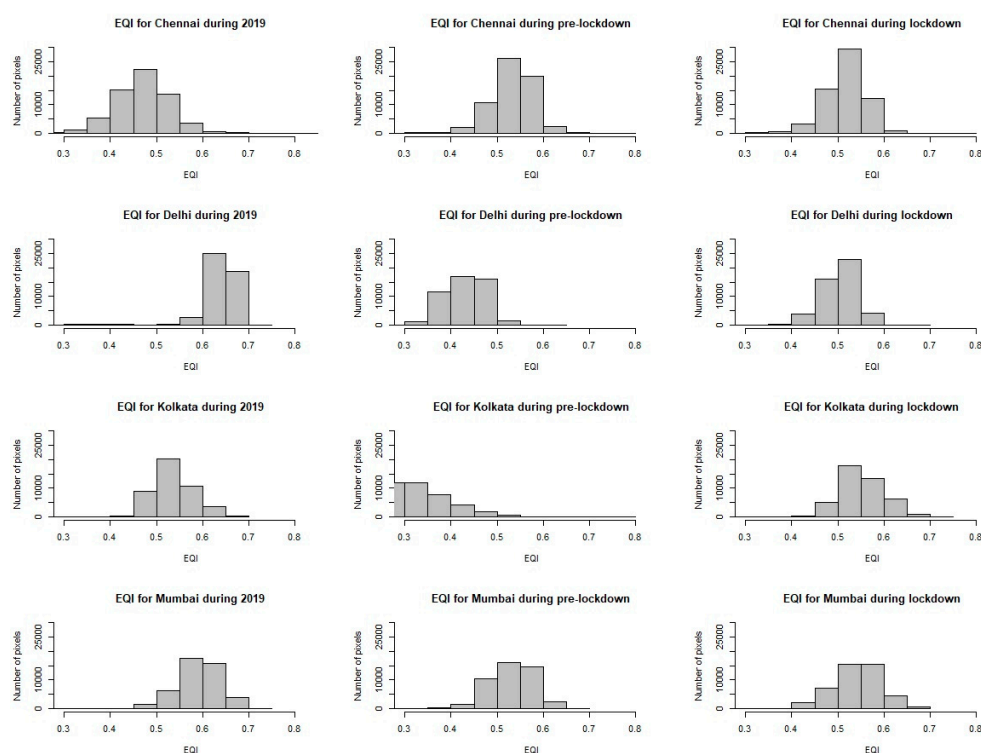 EQI for Chennai during 2019
Number of pixels
25000
10000
0
0.3 0.4 0.5 0.6 0.7 0.8
EQI
EQI for Chennai during pre-lockdown
Number of pixels
25000
10000
0
0.3 0.4 0.5 0.6 0.7 0.8
EQI
EQI for Chennai during lockdown
Number of pixels
25000
10000
0
0.3 0.4 0.5 0.6 0.7 0.8
EQI
EQI for Delhi during 2019
Number of pixels
25000
10000
0
0.3 0.4 0.5 0.6 0.7 0.8
EQI
EQI for Delhi during pre-lockdown
Number of pixels
25000
10000
0
0.3 0.4 0.5 0.6 0.7 0.8
EQI
EQI for Delhi during lockdown
Number of pixels
25000
10000
0
0.3 0.4 0.5 0.6 0.7 0.8
EQI
EQI for Kolkata during 2019
Number of pixels
25000
10000
0
0.3 0.4 0.5 0.6 0.7 0.8
EQI
EQI for Kolkata during pre-lockdown
Number of pixels
25000
10000
0
0.3 0.4 0.5 0.6 0.7 0.8
EQI
EQI for Kolkata during lockdown
Number of pixels
25000
10000
0
0.3 0.4 0.5 0.6 0.7 0.8
EQI
EQI for Mumbai during 2019
Number of pixels
25000
10000
0
0.3 0.4 0.5 0.6 0.7 0.8
EQI
EQI for Mumbai during pre-lockdown
Number of pixels
25000
10000
0
0.3 0.4 0.5 0.6 0.7 0.8
EQI
EQI for Mumbai during lockdown
Number of pixels
25000
10000
0
0.3 0.4 0.5 0.6 0.7 0.8
EQI